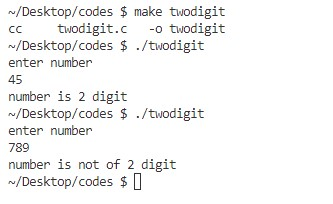 ~/Desktop/codes $ make twodigit
cc     twodigit.c   -o twodigit
~/Desktop/codes $ ./twodigit
enter number
45
number is 2 digit
~/Desktop/codes $ ./twodigit
enter number
789
number is not of 2 digit
~/Desktop/codes $